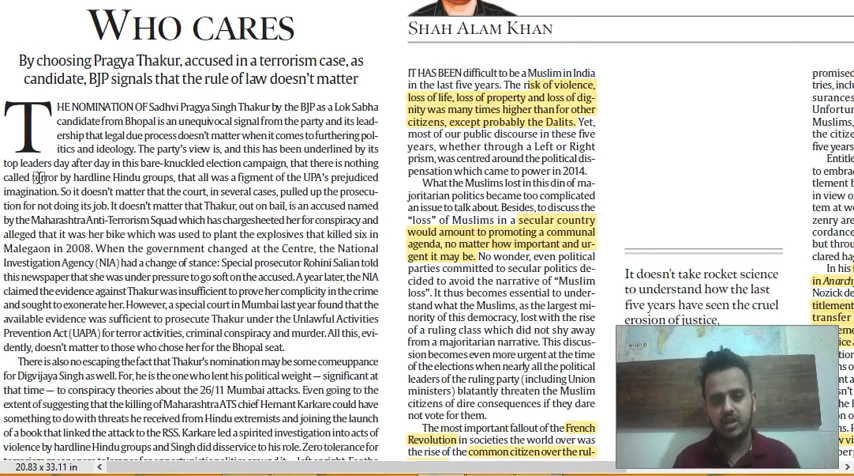 WHO CARES
By choosing Pragya Thakur, accused in a terrorism case, as
candidate, BJP signals that the rule of law doesn't matter
THE NOMINATION OF Sadhvi Pragya Singh Thakur by the BJP as a Lok Sabha
candidate from Bhopal is an unequivocal signal from the party and its lead-
ership that legal due process doesn't matter when it comes to furthering pol-
itics and ideology. The party's view is, and this has been underlined by its
top leaders day after day in this bare-knuckled election campaign, that there is nothing
called terror by hardline Hindu groups, that all was a figment of the UPA's prejudiced
imagination. So it doesn't matter that the court, in several cases, pulled up the prosecu-
tion for not doing its job. It doesn't matter that Thakur, out on bail, is an accused named
by the Maharashtra Anti-Terrorism Squad which has chargesheeted her for conspiracy and
alleged that it was her bike which was used to plant the explosives that killed six in
Malegaon in 2008. When the government changed at the Centre, the National
Investigation Agency (NIA) had a change of stance: Special prosecutor Rohini Salian told
this newspaper that she was under pressure to go soft on the accused. A year later, the NIA
claimed the evidence against Thakur was insufficient to prove her complicity in the crime
and sought to exonerate her. However, a special court in Mumbai last year found that the
available evidence was sufficient to prosecute Thakur under the Unlawful Activities
Prevention Act (UAPA) for terror activities, criminal conspiracy and murder. All this, evi-
dently, doesn't matter to those who chose her for the Bhopal seat.
There is also no escaping the fact that Thakur's nomination may be some comeuppance
for Digvijaya Singh as well. For, he is the one who lent his political weight — significant at
that time — to conspiracy theories about the 26/11 Mumbai attacks. Even going to the
extent of suggesting that the killing of Maharashtra ATS chief Hemant Karkare could have
something to do with threats he received from Hindu extremists and joining the launch
of a book that linked the attack to the RSS. Karkare led a spirited investigation into acts of
violence by hardline Hindu groups and Singh did disservice to his role. Zero tolerance for
20.83 x 33.11 in
SHAH ALAM KHAN
IT HAS BEEN difficult to be a Muslim in India
in the last five years. The risk of violence,
loss of life, loss of property and loss of dig-
nity was many times higher than for other
citizens, except probably the Dalits. Yet,
most of our public discourse in these five
years, whether through a Left or Right
prism, was centred around the political dis-
pensation which came to power in 2014.
What the Muslims lost in this din of ma-
joritarian politics became too complicated
an issue to talk about. Besides, to discuss the
"loss" of Muslims in a secular country
would amount to promoting a communal
agenda, no matter how important and ur-
gent it may be. No wonder, even political
parties committed to secular politics de-
cided to avoid the narrative of "Muslim
loss". It thus becomes essential to under-
stand what the Muslims, as the largest mi-
nority of this democracy, lost with the rise
of a ruling class which did not shy away
from a majoritarian narrative. This discus-
sion becomes even more urgent at the time
of the elections when nearly all the political
leaders of the ruling party (including Union
ministers) blatantly threaten the Muslim
citizens of dire consequences if they dare
not vote for them.
The most important fallout of the French
Revolution in societies the world over was
the rise of the common citizen over the rul-
It doesn't take rocket science
to understand how the last
five years have seen the cruel
erosion of justice,
promised
tries, inclu
surances
Unfortun
Muslims,
the citize
five years
Entitle
to embrac
tlement b
in view o
tem at w
zenry are
cordance
but throu
clared hag
In his
in Anarch
Nozick de
titlement
transfer